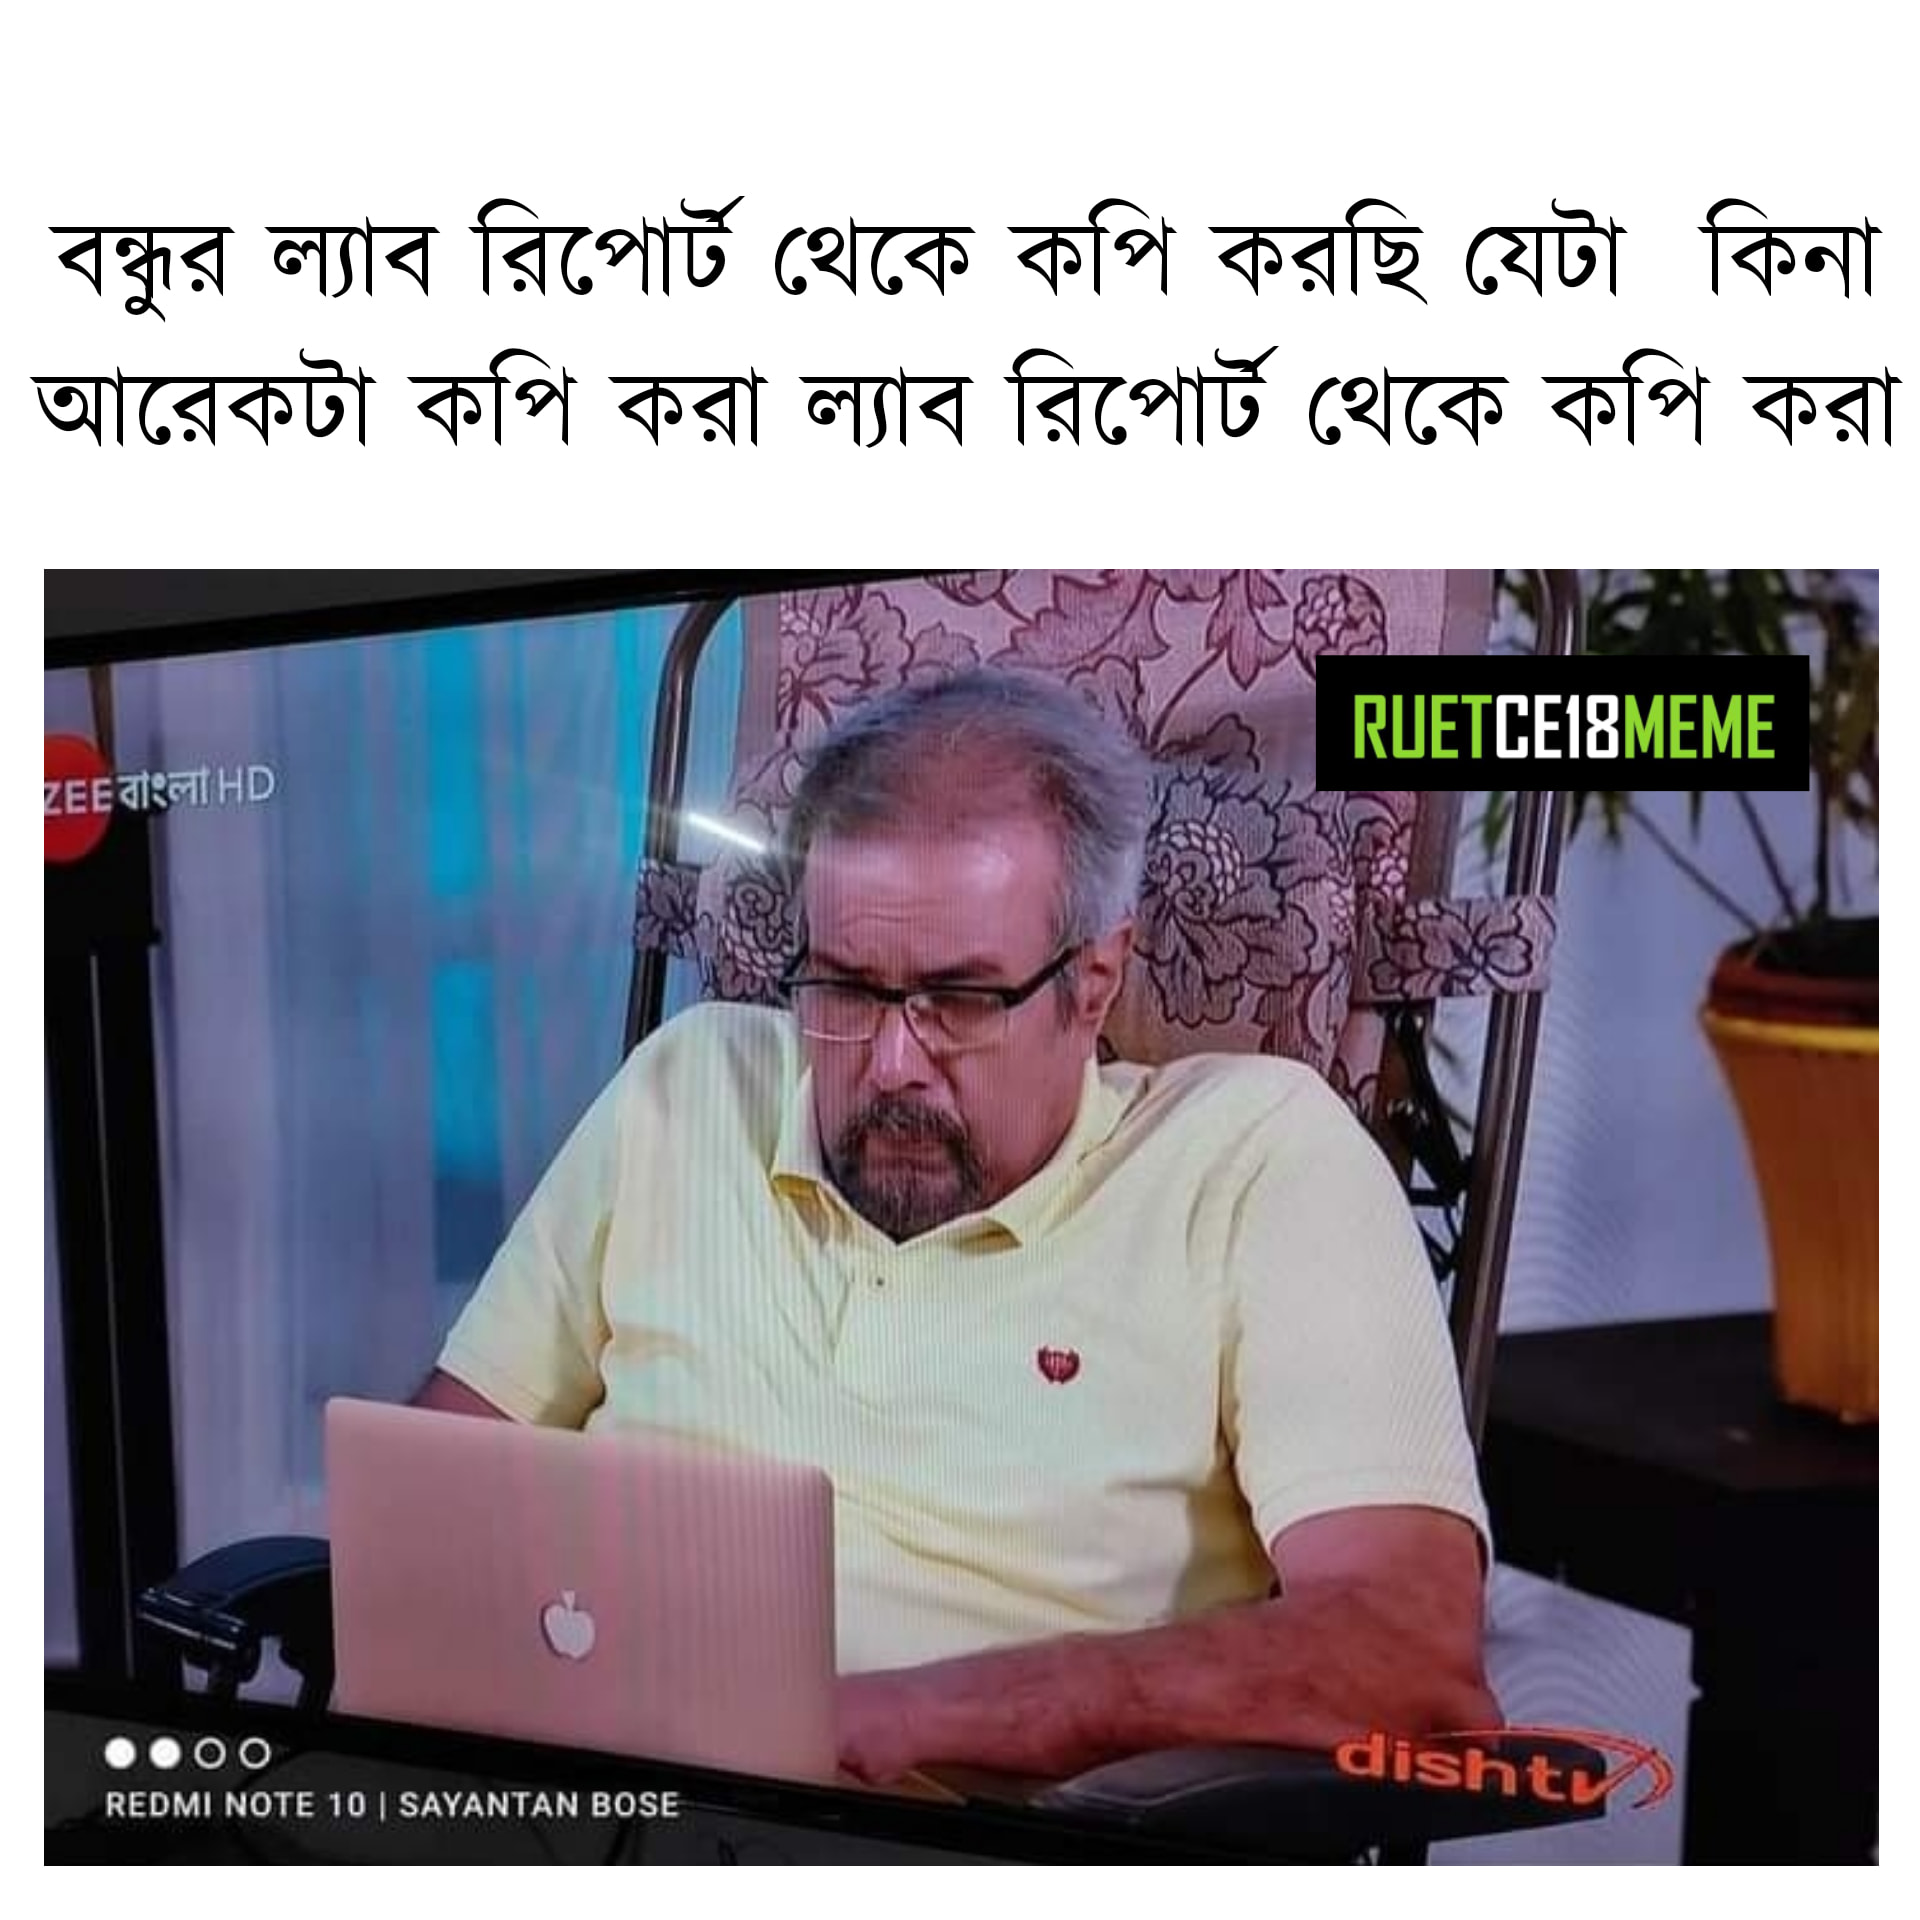 বন্ধুর ল্যাব রিপোর্ট থেকে কপি করছি যেটা কিনা
আরেকটা কপি করা ল্যাব রিপোর্ট থেকে কপি করা
RUETCE18MEME
ZEE বাংলা HD
dishtv
REDMI NOTE 10 | SAYANTAN BOSE